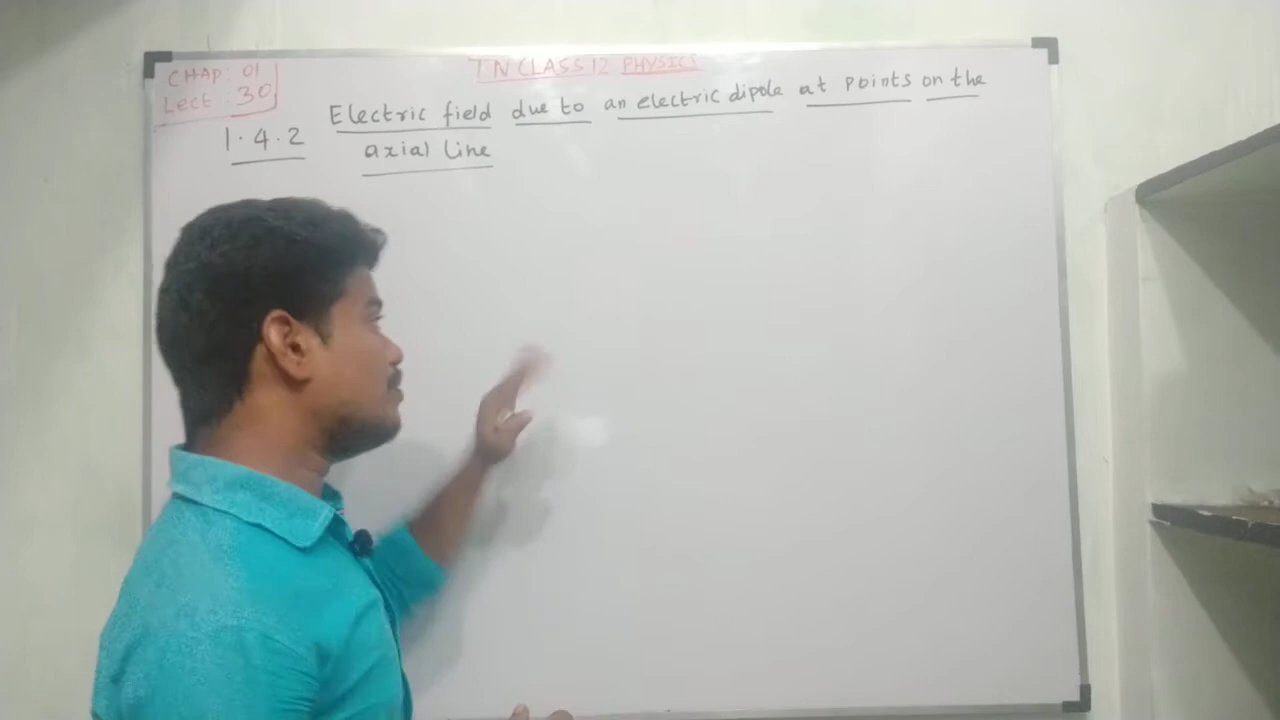 CHAP: 01
Lect: 30
TN CLASS 12 PHYSICS
1.4.2 Electric field due to an electric dipole at points on the
axial line